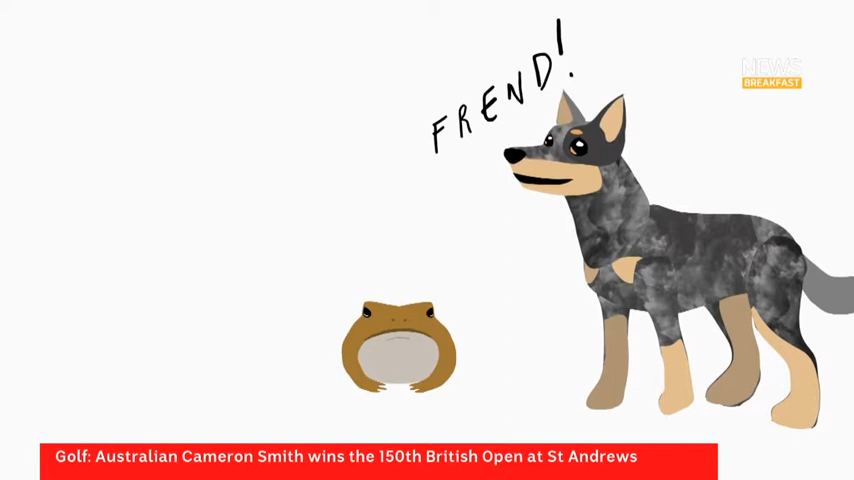 FREND!
NEWS
BREAKFAST
Golf: Australian Cameron Smith wins the 150th British Open at St Andrews